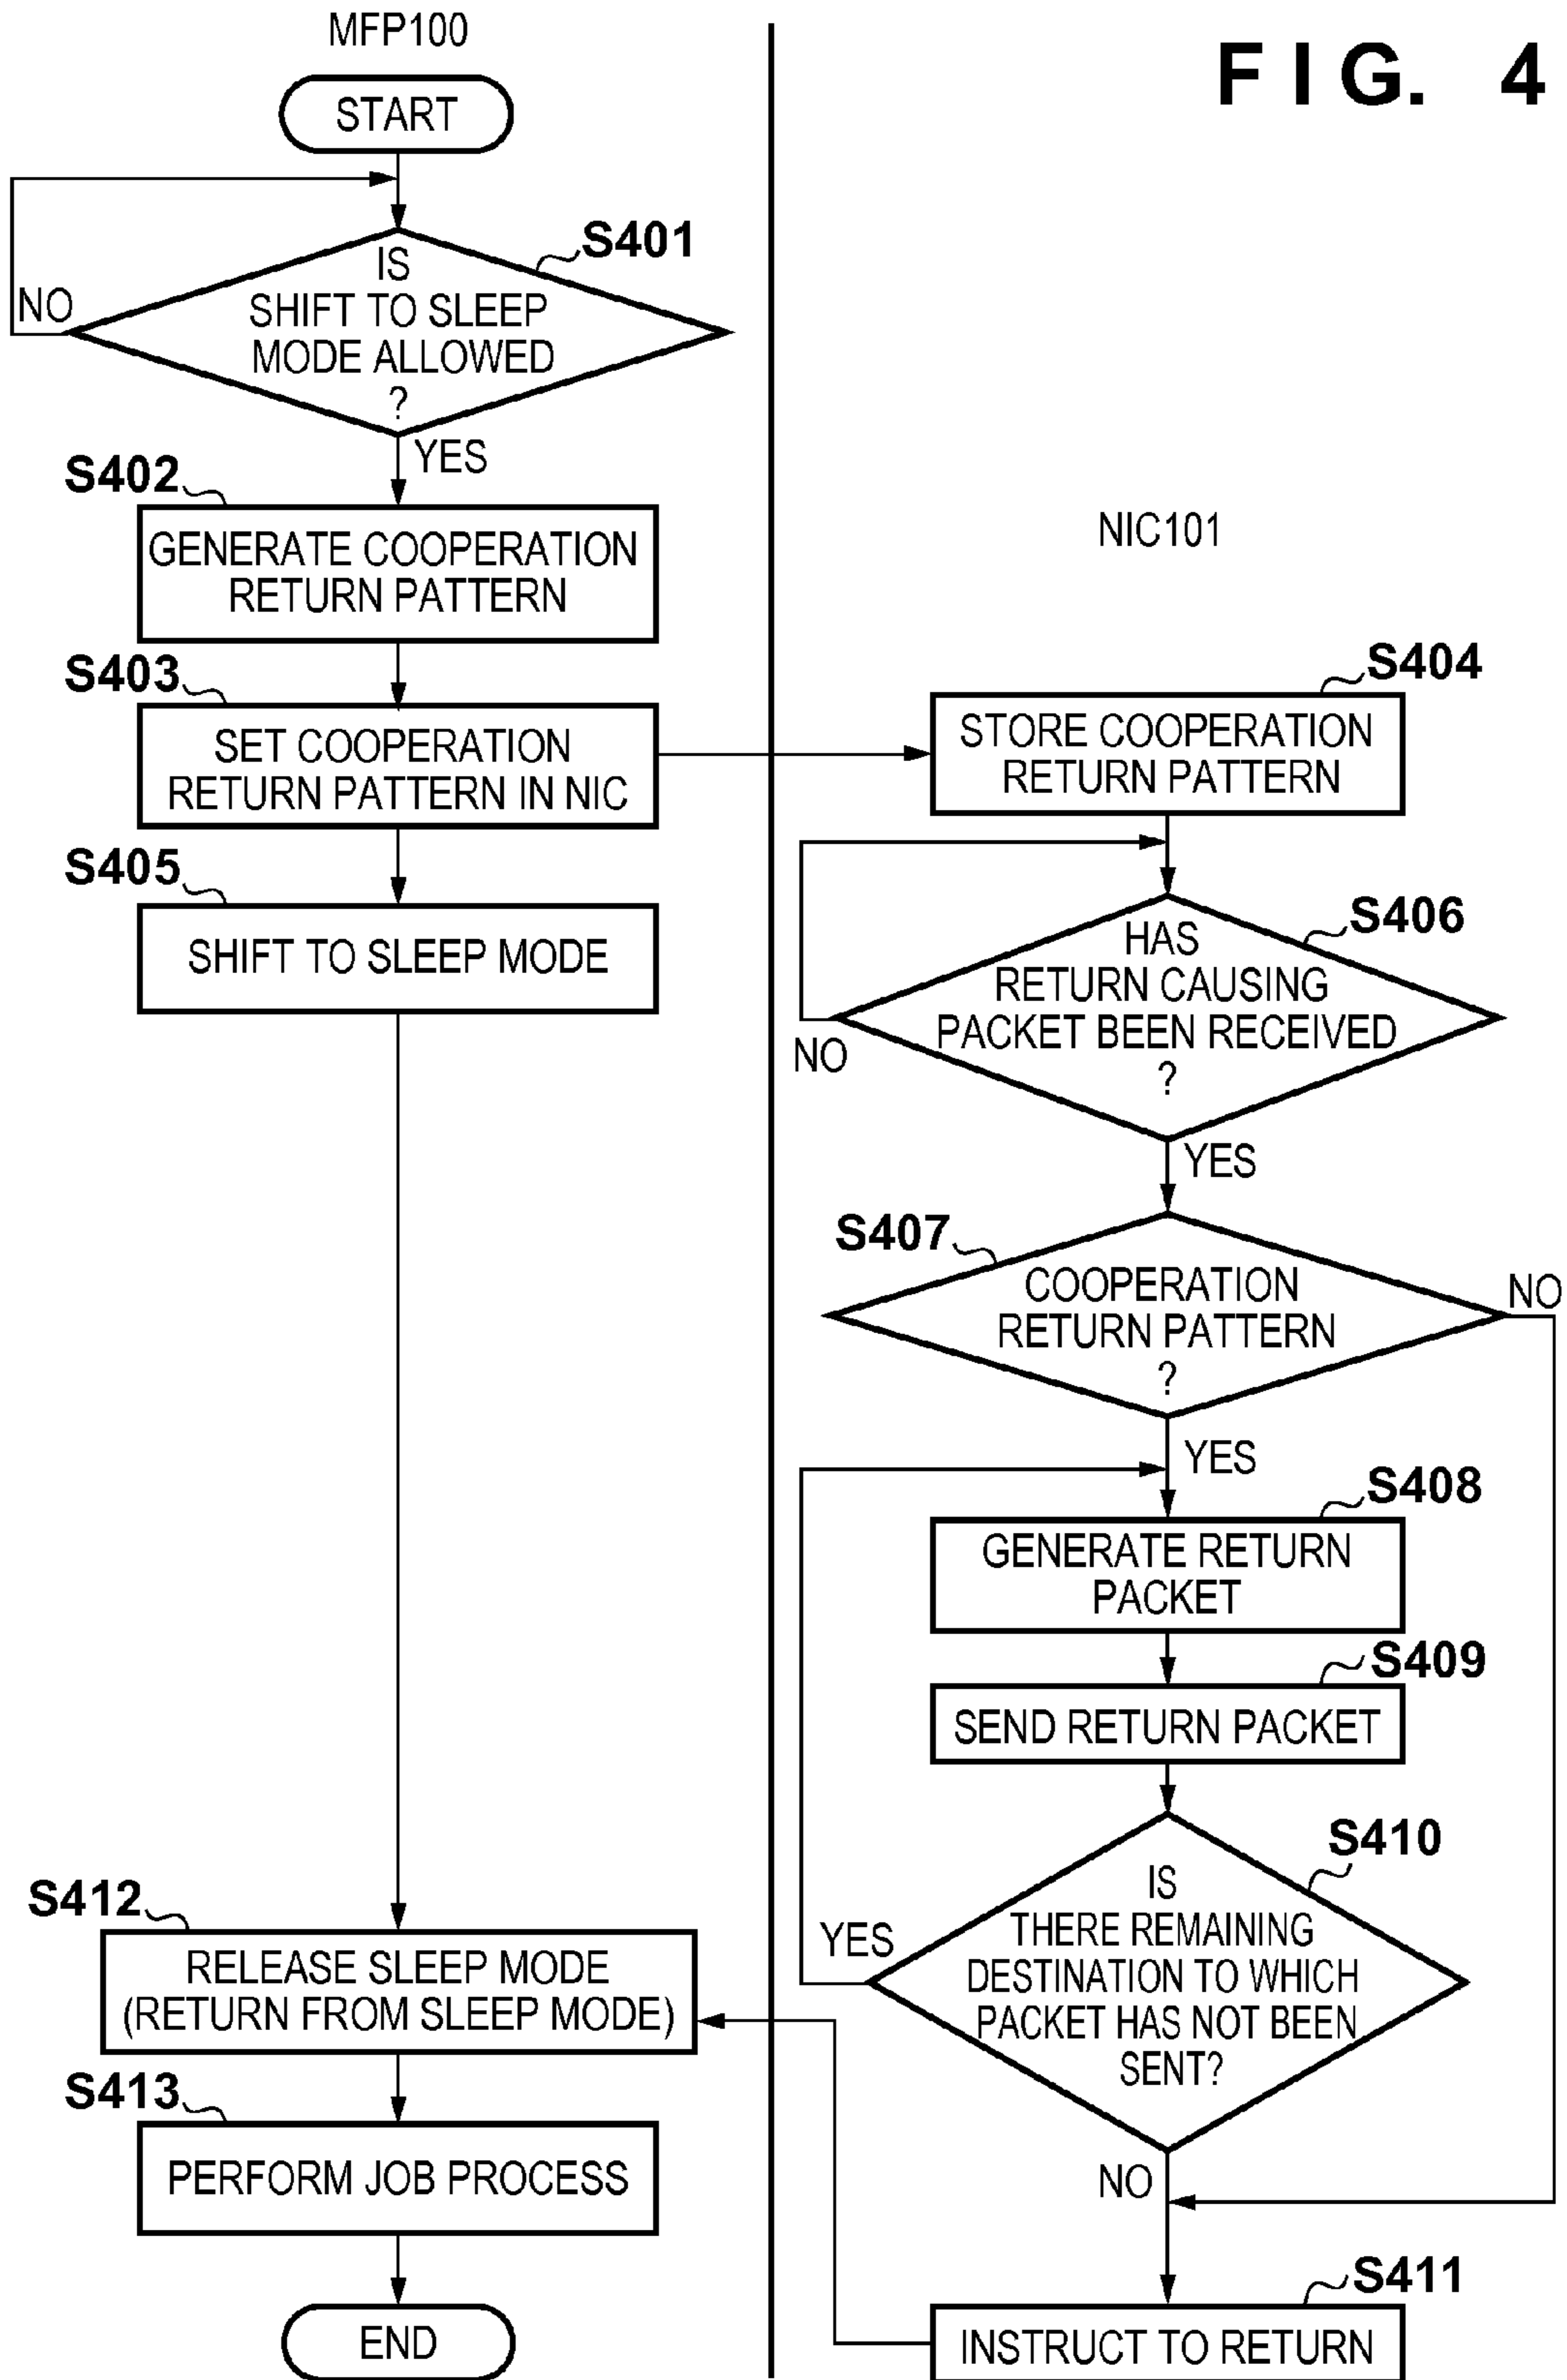 MFP100
FIG. 4
START
S401
IS
SHIFT TO SLEEP
MODE ALLOWED
?
NO
YES
S402
GENERATE COOPERATION
RETURN PATTERN
S403
SET COOPERATION
RETURN PATTERN IN NIC
S405
SHIFT TO SLEEP MODE
S412
RELEASE SLEEP MODE
(RETURN FROM SLEEP MODE)
S413
PERFORM JOB PROCESS
END
NIC101
S404
STORE COOPERATION
RETURN PATTERN
S406
HAS
RETURN CAUSING
PACKET BEEN RECEIVED
?
NO
YES
S407
COOPERATION
RETURN PATTERN
?
NO
YES
S408
GENERATE RETURN
PACKET
S409
SEND RETURN PACKET
S410
IS
THERE REMAINING
DESTINATION TO WHICH
PACKET HAS NOT BEEN
SENT?
YES
NO
S411
INSTRUCT TO RETURN